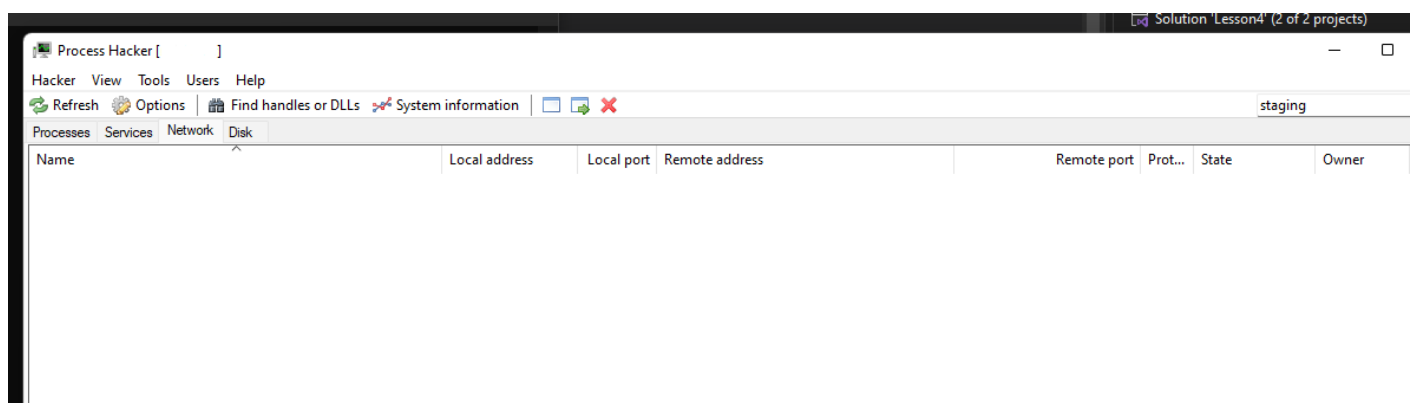 Solution 'Lesson4' (2 of 2 projects)
Process Hacker [ ]
Hacker View Tools Users Help
Refresh Options Find handles or DLLs System information staging
Processes Services Network Disk
Name Local address Local port Remote address Remote port Prot... State Owner